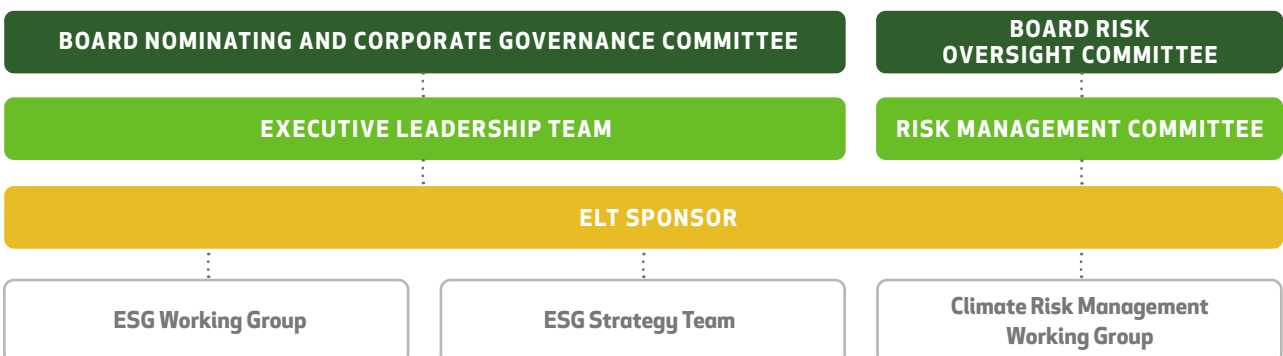 BOARD NOMINATING AND CORPORATE GOVERNANCE COMMITTEE
BOARD RISK
OVERSIGHT COMMITTEE
EXECUTIVE LEADERSHIP TEAM
RISK MANAGEMENT COMMITTEE
ELT SPONSOR
ESG Working Group
ESG Strategy Team
Climate Risk Management
Working Group